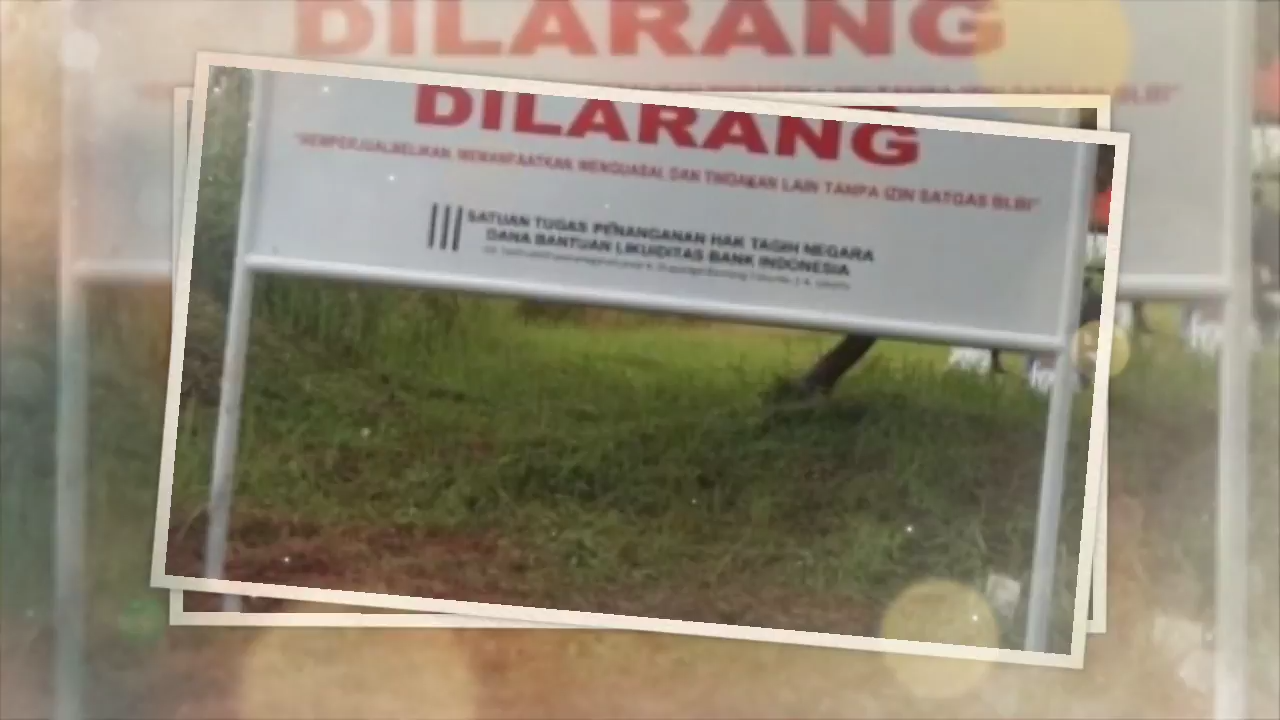 DILARANG
"MEMPERJUALBELIKAN, MEMANFAATKAN, MENGUASAI, DAN TINDAKAN LAIN TANPA IZIN SATGAS BLBI"
SATUAN TUGAS PENANGANAN HAK TAGIH NEGARA
DANA BANTUAN LIKUIDITAS BANK INDONESIA